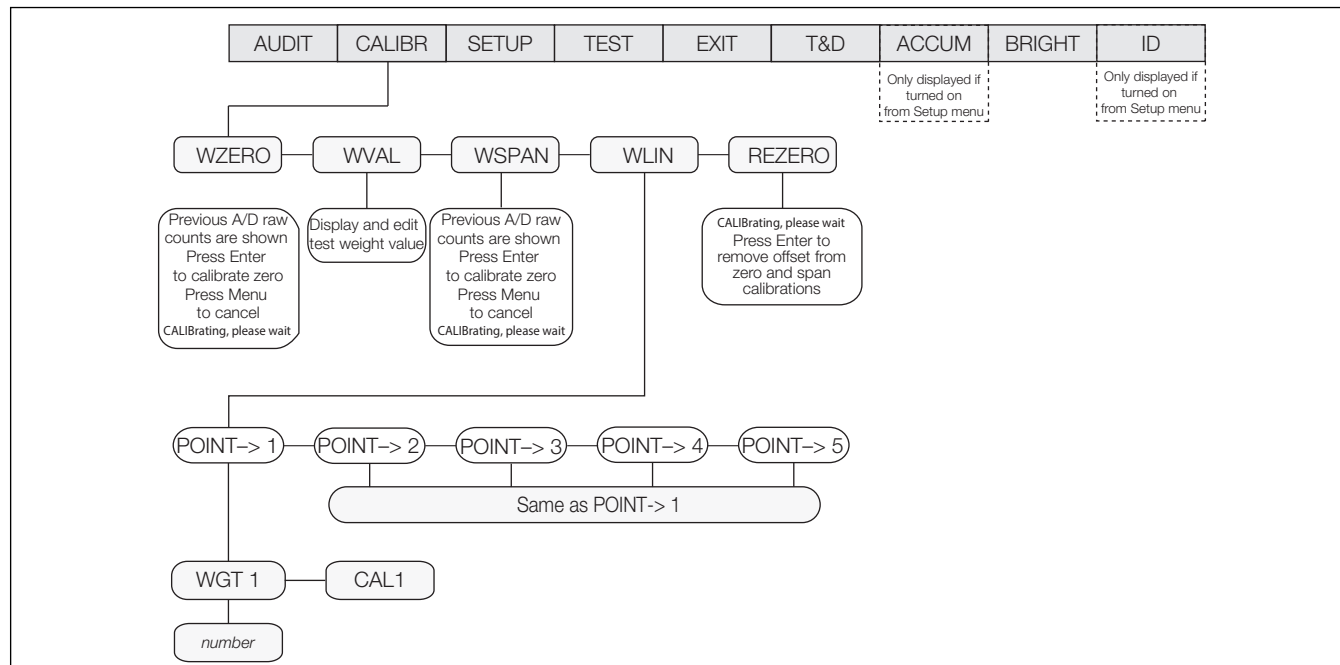 AUDIT CALIBR SETUP TEST EXIT T&D ACCUM BRIGHT ID
Only displayed if
turned on
from Setup menu
Only displayed if
turned on
from Setup menu
WZERO WVAL WSPAN WLIN REZERO
Previous A/D raw
counts are shown
Press Enter
to calibrate zero
Press Menu
to cancel
CALIBrating, please wait
Display and edit
test weight value
Previous A/D raw
counts are shown
Press Enter
to calibrate zero
Press Menu
to cancel
CALIBrating, please wait
CALIBrating, please wait
Press Enter to
remove offset from
zero and span
calibrations
POINT–> 1 POINT–> 2 POINT–> 3 POINT–> 4 POINT–> 5
Same as POINT-> 1
WGT 1 CAL1
number